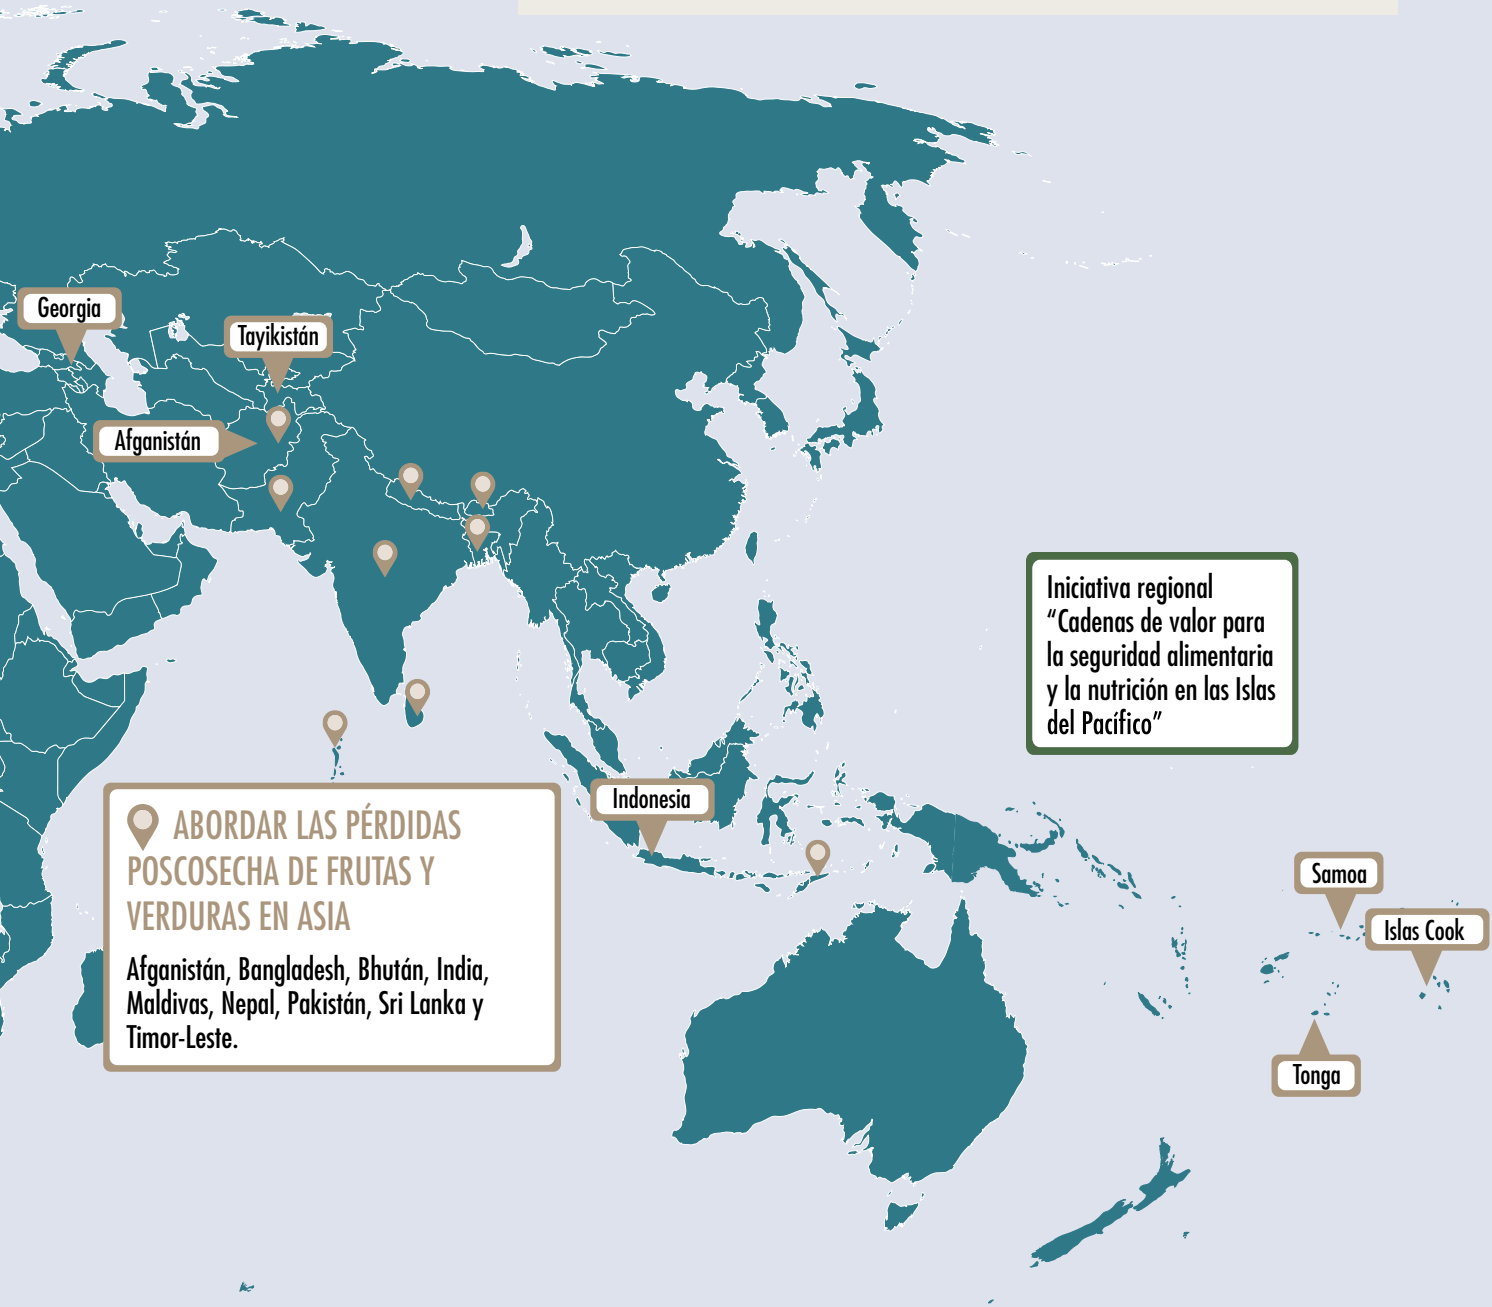 Georgia
Tayikistán
Afganistán
Iniciativa regional
“Cadenas de valor para
la seguridad alimentaria
y la nutrición en las Islas
del Pacífico”
Indonesia
ABORDAR LAS PÉRDIDAS
POSCOSECHA DE FRUTAS Y
VERDURAS EN ASIA
Afganistán, Bangladesh, Bhután, India,
Maldivas, Nepal, Pakistán, Sri Lanka y
Timor-Leste.
Samoa
Islas Cook
Tonga